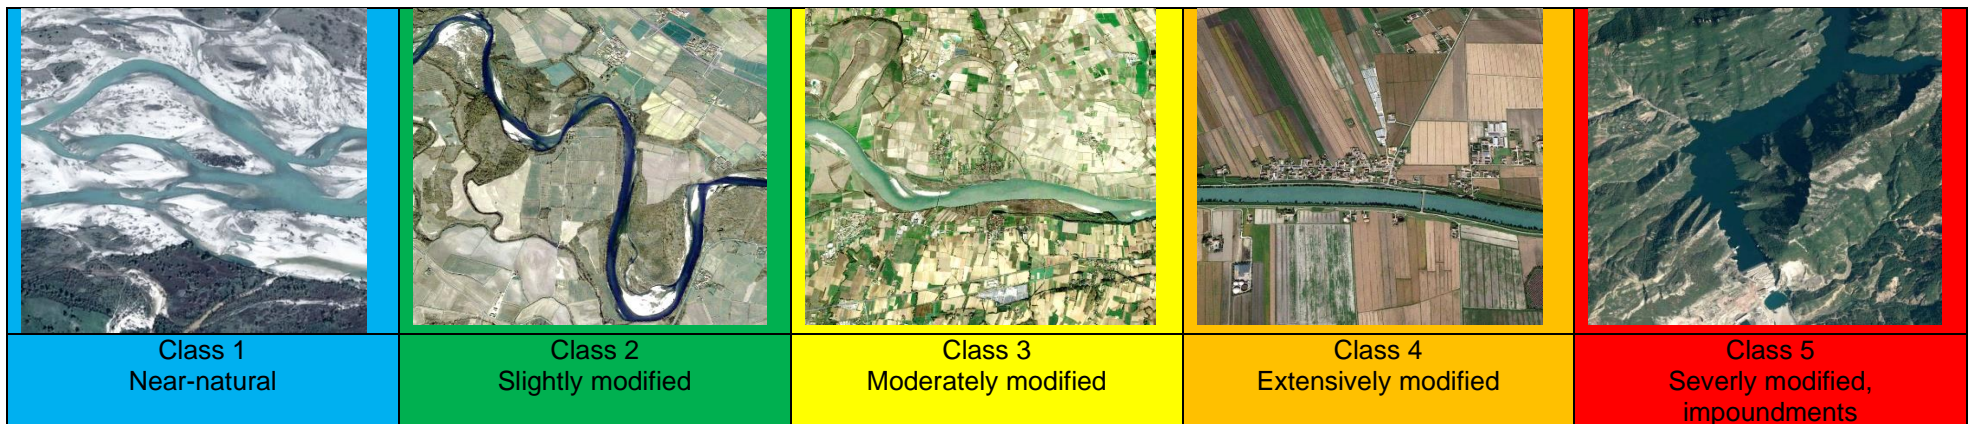 Class 1
Near-natural
Class 2
Slightly modified
Class 3
Moderately modified
Class 4
Extensively modified
Class 5
Severly modified,
impoundments